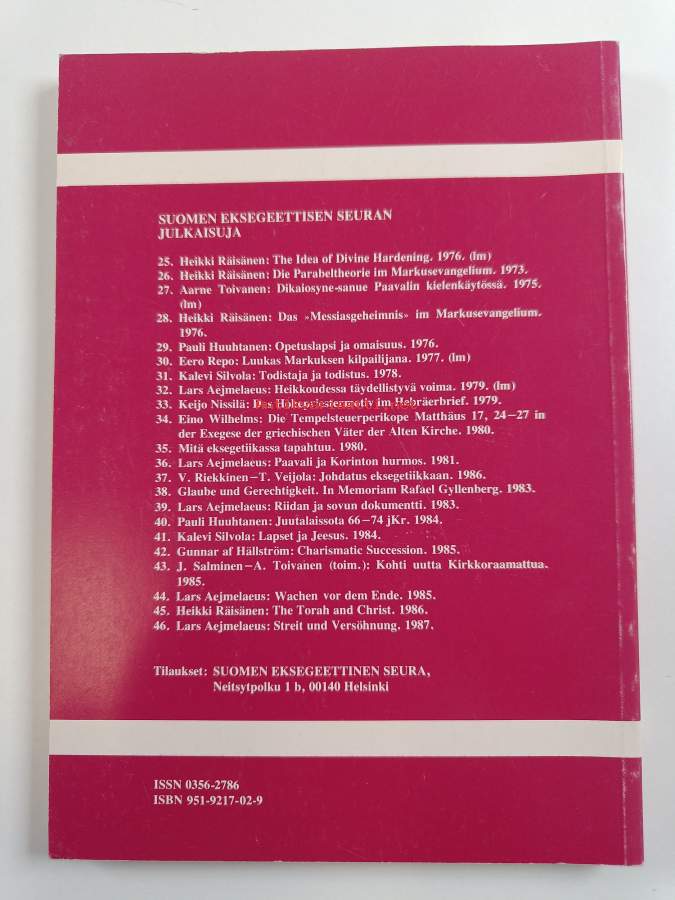 SUOMEN EKSEGEETTISEN SEURAN
JULKAISUJA
25. Heikki Räisänen: The Idea of Divine Hardening. 1976. (lm)
26. Heikki Räisänen: Die Parabeltheorie im Markusevangelium. 1973.
27. Aarne Toivanen: Dikaiosyne-sanue Paavalin kielenkäytössä. 1975.
(lm)
28. Heikki Räisänen: Das »Messiasgeheimnis» im Markusevangelium.
1976.
29. Pauli Huuhtanen: Opetuslapsi ja omaisuus. 1976.
30. Eero Repo: Luukas Markuksen kilpailijana. 1977. (lm)
31. Kalevi Silvola: Todistaja ja todistus. 1978.
32. Lars Aejmelaeus: Heikkoudessa täydellistyvä voima. 1979. (lm)
33. Keijo Nissilä: Das Hohepriestermotiv im Hebräerbrief. 1979.
34. Eino Wilhelms: Die Tempelsteuerperikope Matthäus 17, 24—27 in
der Exegese der griechischen Väter der Alten Kirche. 1980.
35. Mitä eksegetiikassa tapahtuu. 1980.
36. Lars Aejmelaeus: Paavali ja Korinton hurmos. 1981.
37. V. Riekkinen—T. Veijola: Johdatus eksegetiikkaan. 1986.
38. Glaube und Gerechtigkeit. In Memoriam Rafael Gyllenberg. 1983.
39. Lars Aejmelaeus: Riidan ja sovun dokumentti. 1983.
40. Pauli Huuhtanen: Juutalaissota 66—74 jKr. 1984.
41. Kalevi Silvola: Lapset ja Jeesus. 1984.
42. Gunnar af Hällström: Charismatic Succession. 1985.
43. J. Salminen—A. Toivanen (toim.): Kohti uutta Kirkkoraamattua.
1985.
44. Lars Aejmelaeus: Wachen vor dem Ende. 1985.
45. Heikki Räisänen: The Torah and Christ. 1986.
46. Lars Aejmelaeus: Streit und Versöhnung. 1987.
Tilaukset: SUOMEN EKSEGEETTINEN SEURA,
Neitsytpolku 1 b, 00140 Helsinki
ISSN 0356-2786
ISBN 951-9217-02-9